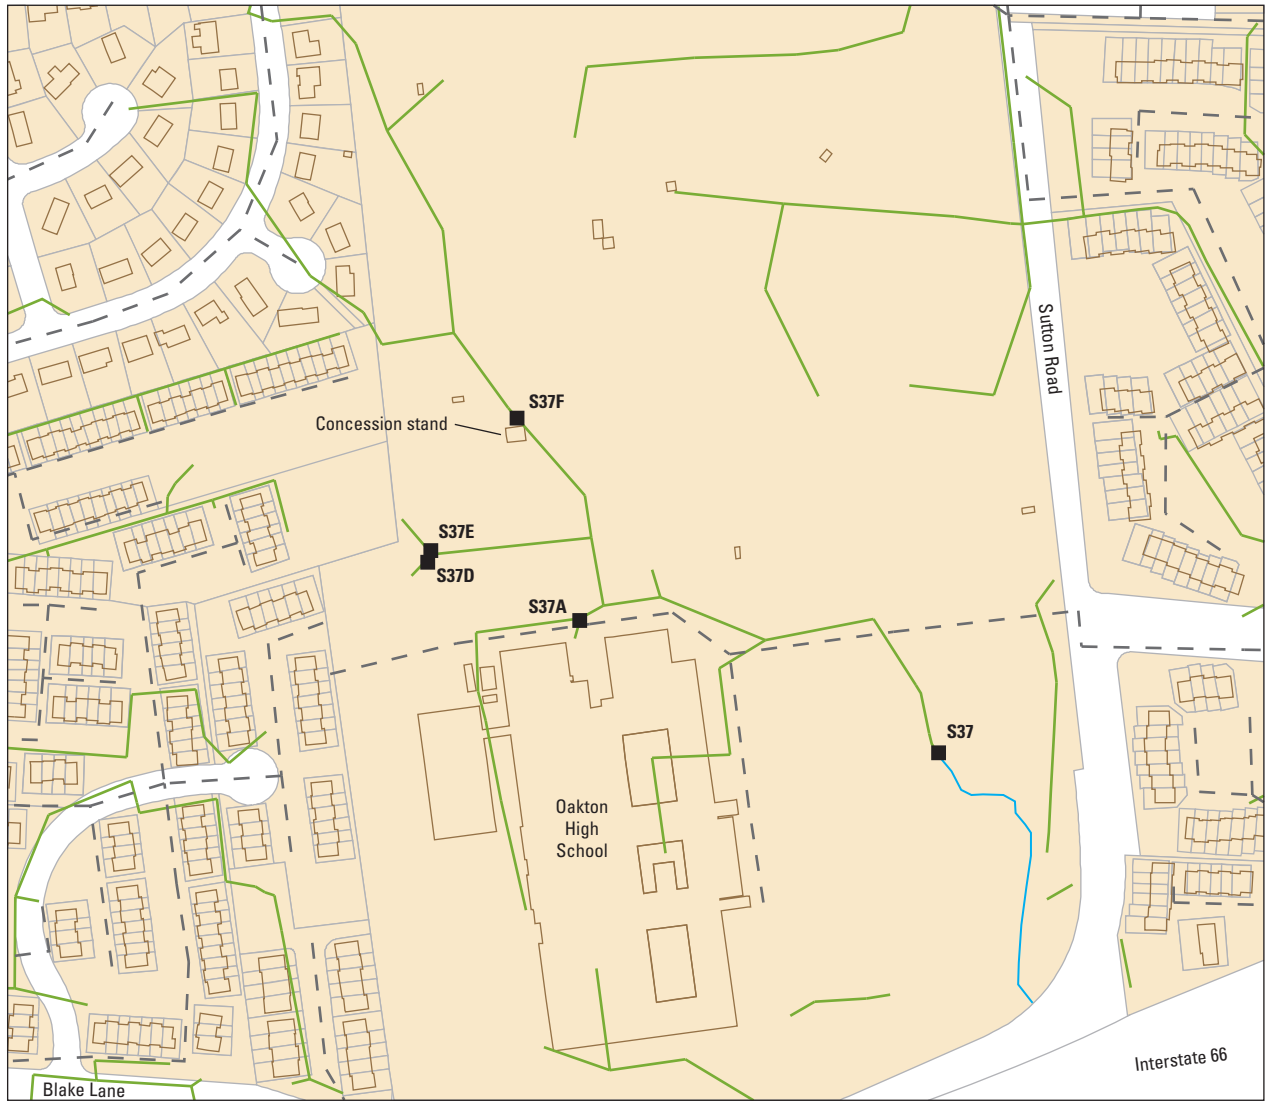 Sutton Road
S37F
Concession stand
S37E
S37D
S37A
S37
Oakton
High
School
Interstate 66
Blake Lane